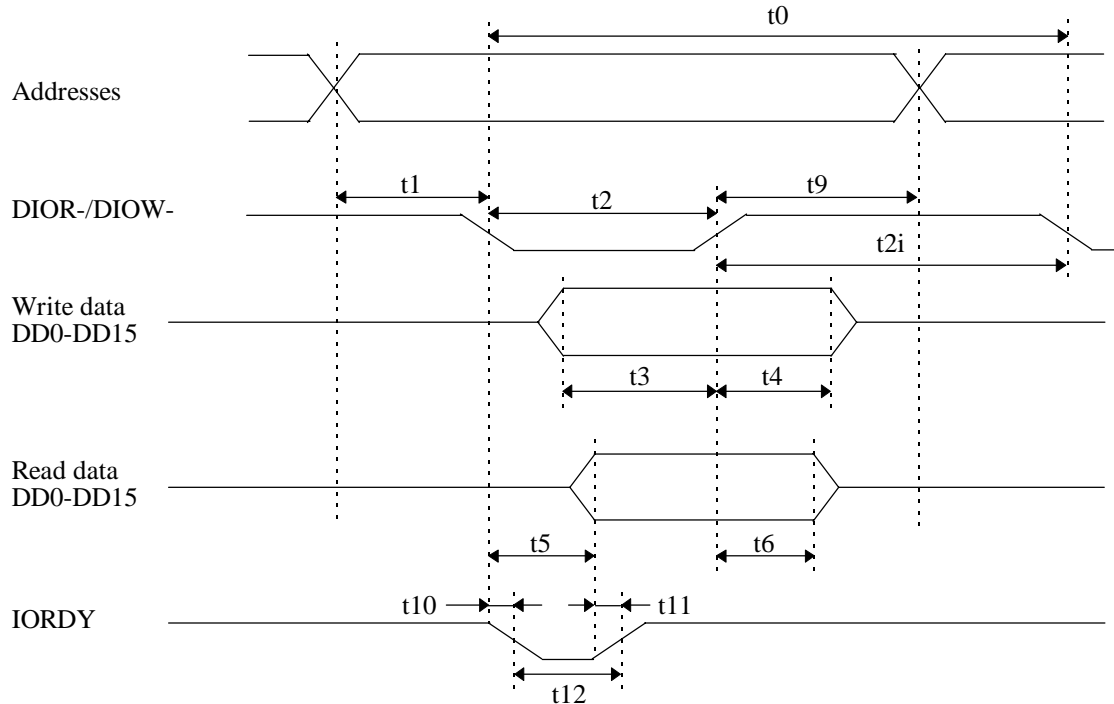 t0
Addresses
t1
t2
t9
DIOR-/DIOW-
t2i
Write data
DD0-DD15
t3
t4
Read data
DD0-DD15
t5
t6
t10
t11
IORDY
t12